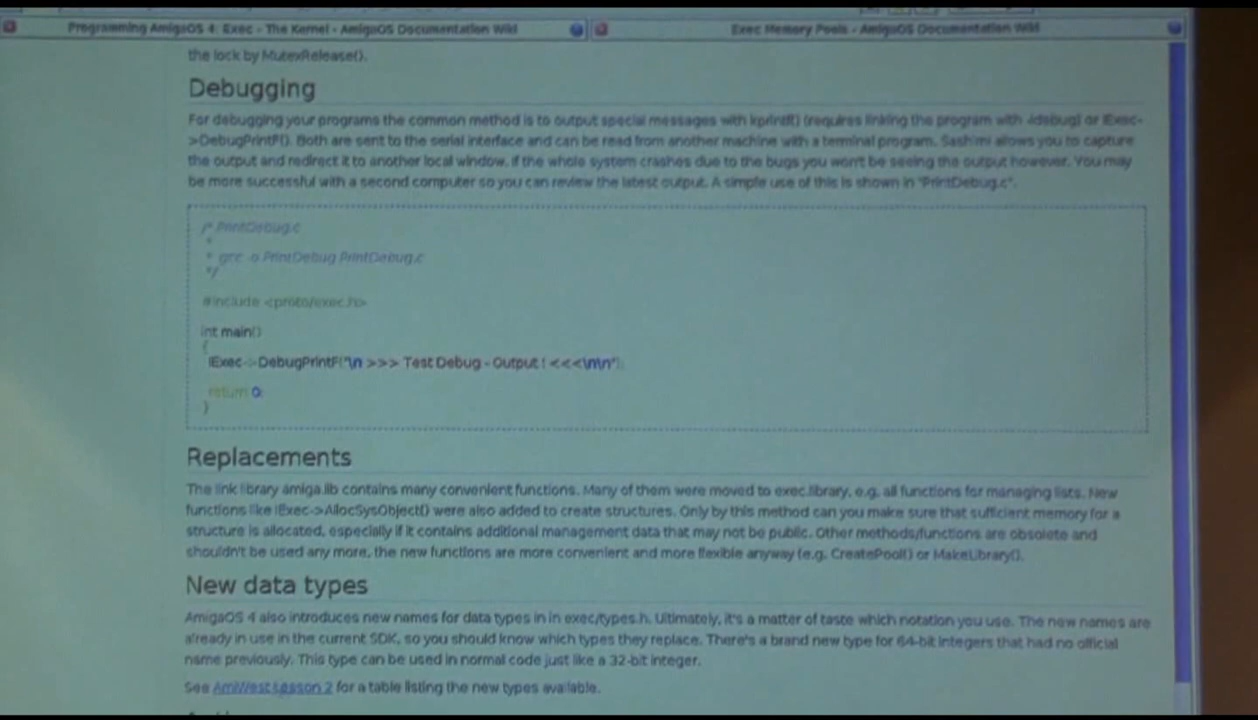 Programming AmigaOS 4: Exec - The Kernel - AmigaOS Documentation Wiki
Exec Memory Pools - AmigaOS Documentation Wiki
the lock by MutexRelease().
Debugging
For debugging your programs the common method is to output special messages with kprintf() (requires linking the program with -ldebug) or IExec-
>DebugPrintF(). Both are sent to the serial interface and can be read from another machine with a terminal program. Sashimi allows you to capture
the output and redirect it to another local window. If the whole system crashes due to the bugs you won't be seeing the output however. You may
be more successful with a second computer so you can review the latest output. A simple use of this is shown in "PrintDebug.c".
/* PrintDebug.c
*
* gcc -o PrintDebug PrintDebug.c
*/
#include <proto/exec.h>
int main()
{
IExec->DebugPrintF("\n >>> Test Debug - Output ! <<<\n\n");
return 0;
}
Replacements
The link library amiga.lib contains many convenient functions. Many of them were moved to exec.library, e.g. all functions for managing lists. New
functions like IExec->AllocSysObject() were also added to create structures. Only by this method can you make sure that sufficient memory for a
structure is allocated, especially if it contains additional management data that may not be public. Other methods/functions are obsolete and
shouldn't be used any more, the new functions are more convenient and more flexible anyway (e.g. CreatePool() or MakeLibrary().
New data types
AmigaOS 4 also introduces new names for data types in in exec/types.h. Ultimately, it's a matter of taste which notation you use. The new names are
already in use in the current SDK, so you should know which types they replace. There's a brand new type for 64-bit integers that had no official
name previously. This type can be used in normal code just like a 32-bit integer.
See AmiWest Lesson 2 for a table listing the new types available.